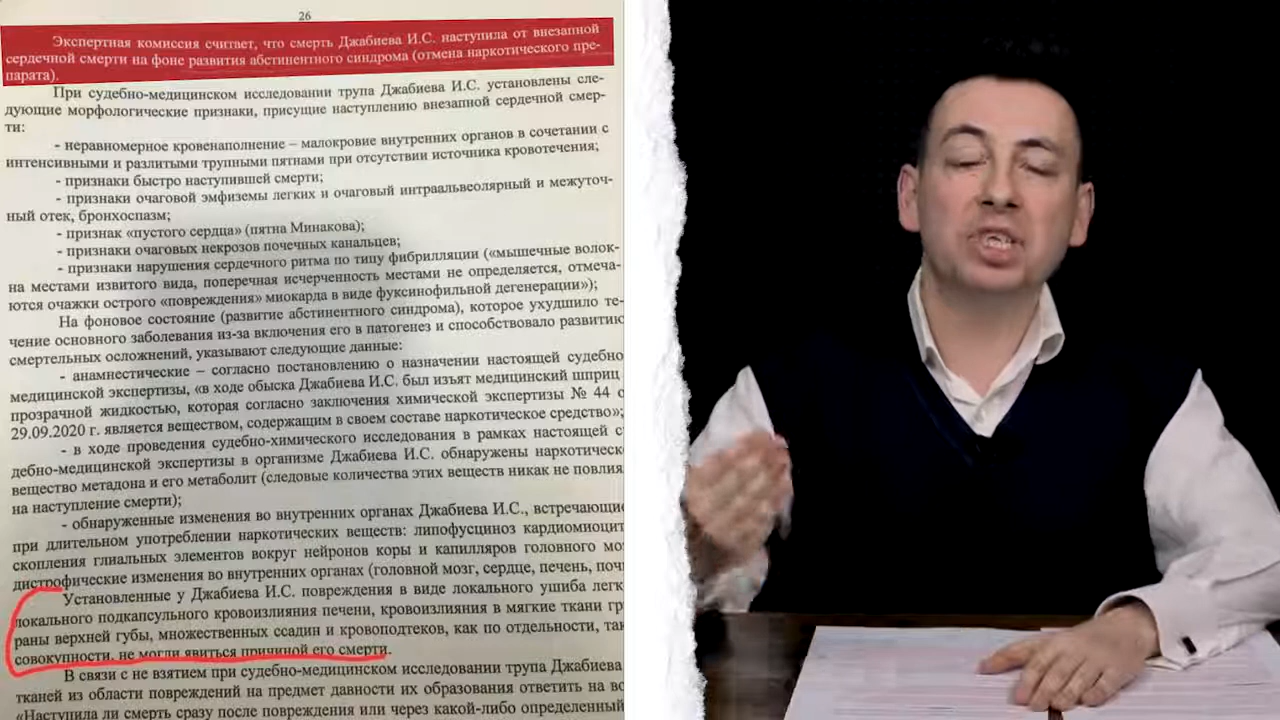 26
Экспертная комиссия считает, что смерть Джабиева И.С. наступила от внезапной
сердечной смерти на фоне развития абстинентного синдрома (отмена наркотического пре-
парата).
При судебно-медицинском исследовании трупа Джабиева И.С. установлены сле-
дующие морфологические признаки, присущие наступлению внезапной сердечной смер-
ти:
- неравномерное кровенаполнение – малокровие внутренних органов в сочетании с
интенсивными и разлитыми трупными пятнами при отсутствии источника кровотечения;
- признаки быстро наступившей смерти;
- признаки очаговой эмфиземы легких и очаговый интраальвеолярный и межуточ-
ный отек, бронхоспазм;
- признак «пустого сердца» (пятна Минакова);
- признаки очаговых некрозов почечных канальцев;
- признаки нарушения сердечного ритма по типу фибрилляции («мышечные волок-
на местами извитого вида, поперечная исчерченность местами не определяется, отмеча-
ются очажки острого «повреждения» миокарда в виде фуксинофильной дегенерации»);
На фоновое состояние (развитие абстинентного синдрома), которое ухудшило те-
чение основного заболевания из-за включения его в патогенез и способствовало развитию
смертельных осложнений, указывают следующие данные:
- анамнестические – согласно постановлению о назначении настоящей судебно
медицинской экспертизы, «в ходе обыска Джабиева И.С. был изъят медицинский шприц
прозрачной жидкостью, которая согласно заключения химической экспертизы № 44 о
29.09.2020 г. является веществом, содержащим в своем составе наркотическое средство»;
- в ходе проведения судебно-химического исследования в рамках настоящей с
дебно-медицинской экспертизы в организме Джабиева И.С. обнаружены наркотическ
вещество метадона и его метаболит (следовые количества этих веществ никак не повлия
на наступление смерти);
- обнаруженные изменения во внутренних органах Джабиева И.С., встречающие
при длительном употреблении наркотических веществ: липофусциноз кардиомиоцит
скопления глиальных элементов вокруг нейронов коры и капилляров головного мо
дистрофические изменения во внутренних органах (головной мозг, сердце, печень, поч
Установленные у Джабиева И.С. повреждения в виде локального ушиба легк
локального подкапсульного кровоизлияния печени, кровоизлияния в мягкие ткани гр
раны верхней губы, множественных ссадин и кровоподтеков, как по отдельности, так
совокупности, не могли явиться причиной его смерти.
В связи с не взятием при судебно-медицинском исследовании трупа Джабиева
тканей из области повреждений на предмет давности их образования ответить на во
«Наступила ли смерть сразу после повреждения или через какой-либо определенный